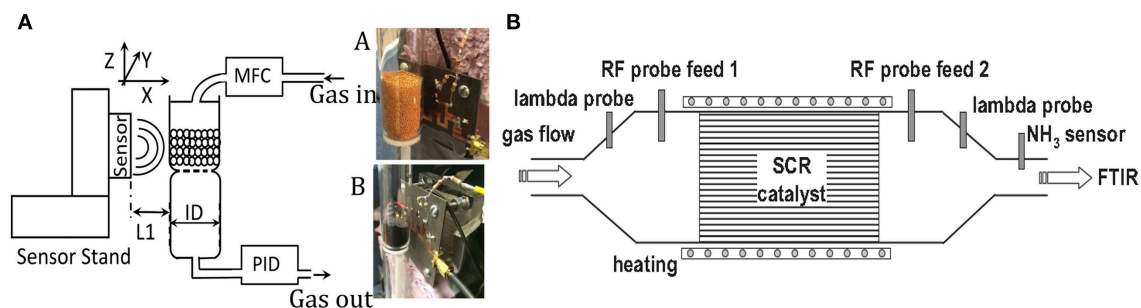 A
Z
Y
X
MFC
Gas in
Sensor
ID
L1
Sensor Stand
PID
Gas out
A
B
B
RF probe feed 1
RF probe feed 2
lambda probe
lambda probe
gas flow
NH₃ sensor
SCR
catalyst
FTIR
heating